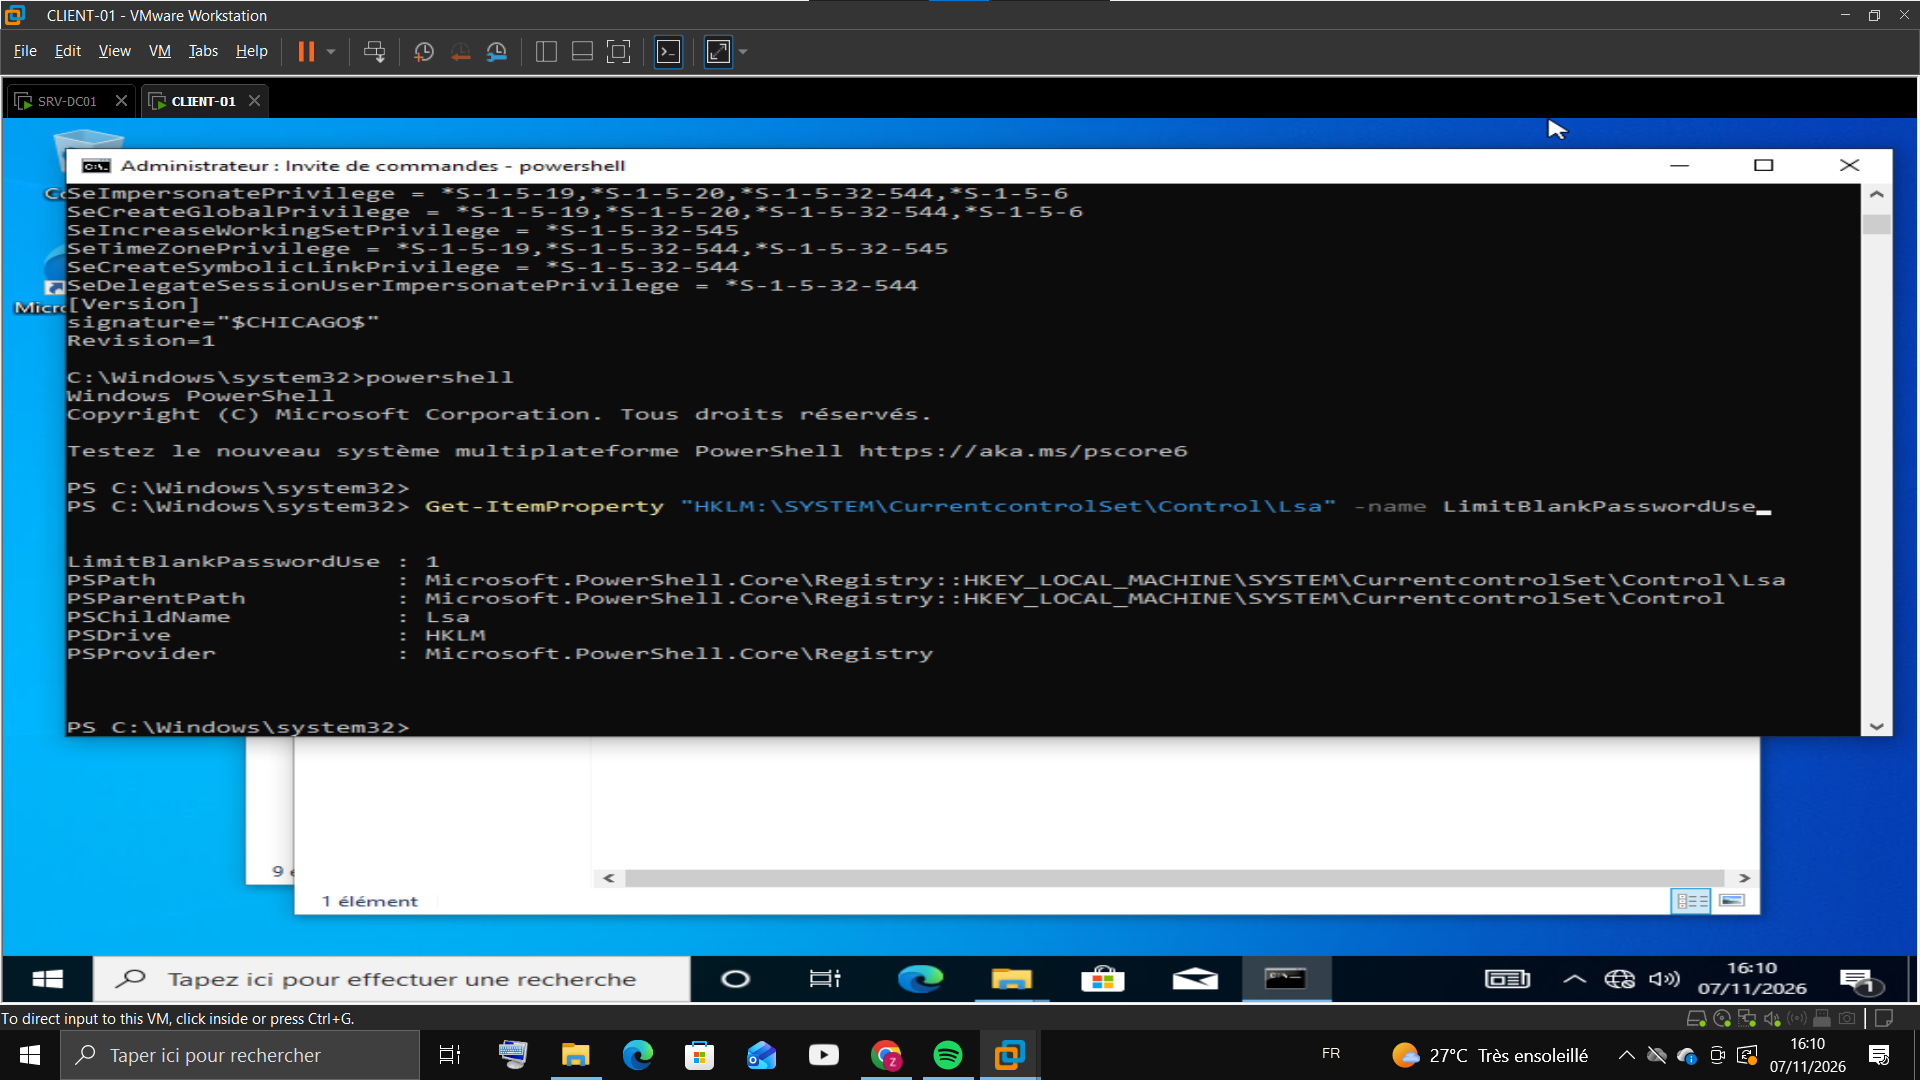 CLIENT-01 - VMware Workstation
File Edit View VM Tabs Help
SRV-DC01 CLIENT-01
Administrateur : Invite de commandes - powershell
SeImpersonatePrivilege = *S-1-5-19,*S-1-5-20,*S-1-5-32-544,*S-1-5-6
SeCreateGlobalPrivilege = *S-1-5-19,*S-1-5-20,*S-1-5-32-544,*S-1-5-6
SeIncreaseWorkingSetPrivilege = *S-1-5-32-545
SeTimeZonePrivilege = *S-1-5-19,*S-1-5-32-544,*S-1-5-32-545
SeCreateSymbolicLinkPrivilege = *S-1-5-32-544
SeDelegateSessionUserImpersonatePrivilege = *S-1-5-32-544
[Version]
signature="$CHICAGO$"
Revision=1
C:\Windows\system32>powershell
Windows PowerShell
Copyright (C) Microsoft Corporation. Tous droits réservés.
Testez le nouveau système multiplateforme PowerShell https://aka.ms/pscore6
PS C:\Windows\system32>
PS C:\Windows\system32> Get-ItemProperty "HKLM:\SYSTEM\CurrentcontrolSet\Control\Lsa" -name LimitBlankPasswordUse
LimitBlankPasswordUse : 1
PSPath : Microsoft.PowerShell.Core\Registry::HKEY_LOCAL_MACHINE\SYSTEM\CurrentcontrolSet\Control\Lsa
PSParentPath : Microsoft.PowerShell.Core\Registry::HKEY_LOCAL_MACHINE\SYSTEM\CurrentcontrolSet\Control
PSChildName : Lsa
PSDrive : HKLM
PSProvider : Microsoft.PowerShell.Core\Registry
PS C:\Windows\system32>
9
1 élément
Tapez ici pour effectuer une recherche
16:10
07/11/2026
1
To direct input to this VM, click inside or press Ctrl+G.
Taper ici pour rechercher
FR
27°C Très ensoleillé
16:10
07/11/2026